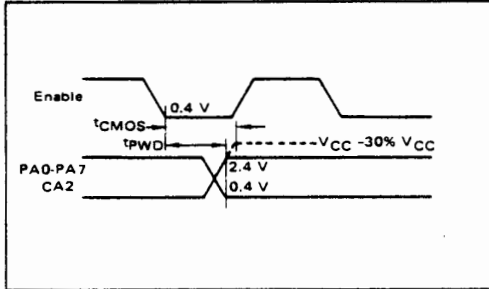 Enable
0.4 V
tCMOS
tPWD
VCC -30% VCC
PA0-PA7
CA2
2.4 V
0.4 V